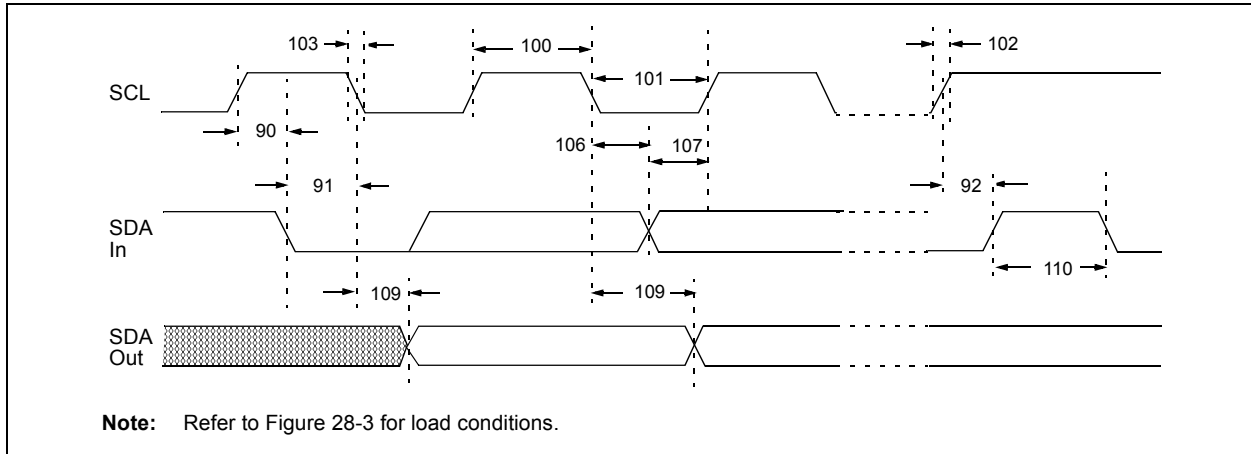 103
100
102
101
SCL
90
106
107
91
92
SDA
In
110
109
109
SDA
Out
Note: Refer to Figure 28-3 for load conditions.